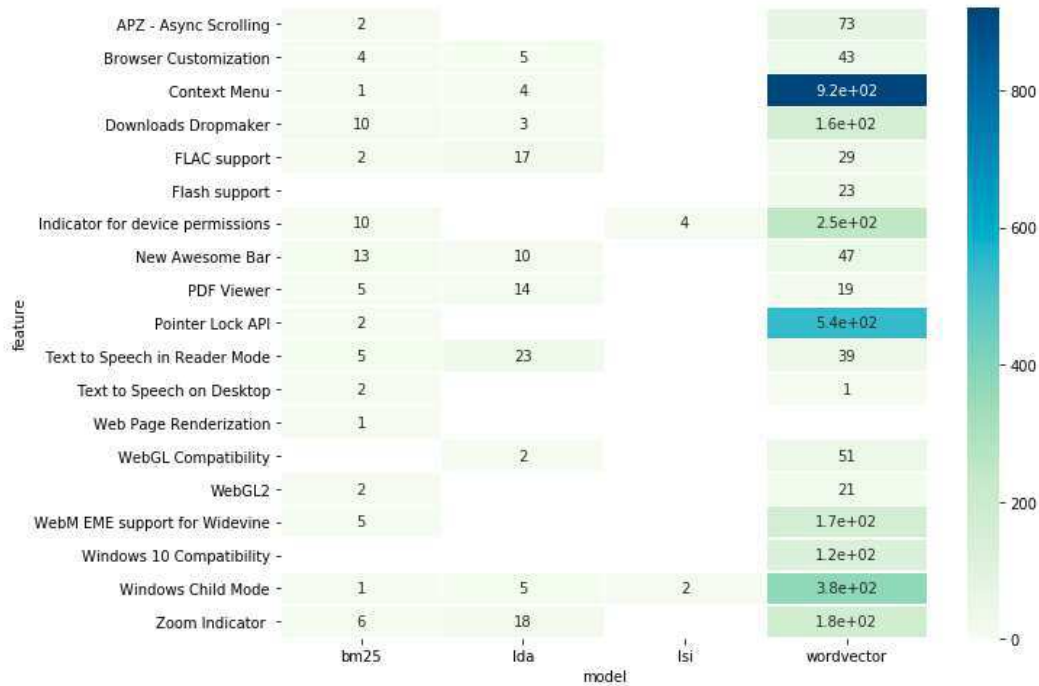 APZ - Async Scrolling 2 73
Browser Customization 4 5 43
Context Menu 1 4 9.2e+02
Downloads Dropmaker 10 3 1.6e+02
FLAC support 2 17 29
Flash support 23
Indicator for device permissions 10 4 2.5e+02
New Awesome Bar 13 10 47
PDF Viewer 5 14 19
Pointer Lock API 2 5.4e+02
Text to Speech in Reader Mode 5 23 39
Text to Speech on Desktop 2 1
Web Page Renderization 1
WebGL Compatibility 2 51
WebGL2 2 21
WebM EME support for Widevine 5 1.7e+02
Windows 10 Compatibility 1.2e+02
Windows Child Mode 1 5 2 3.8e+02
Zoom Indicator 6 18 1.8e+02
feature
bm25 lda lsi wordvector
model
800
600
400
200
0